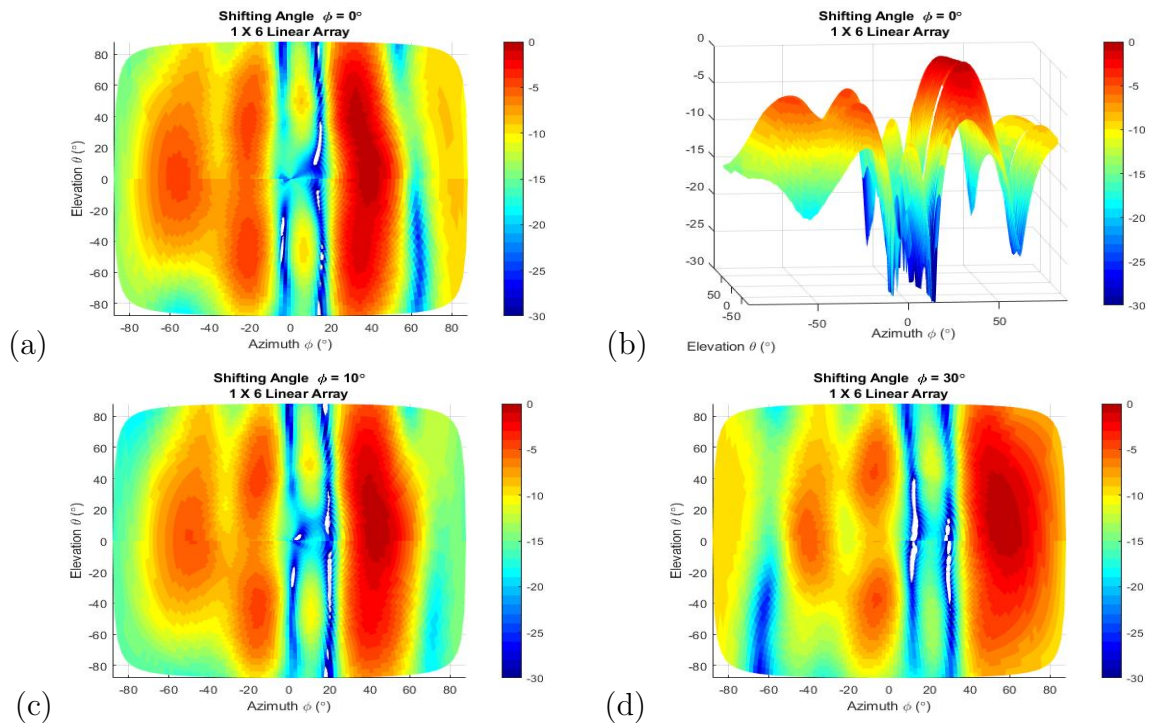 Shifting Angle ϕ = 0°
1 X 6 Linear Array
80
60
40
20
0
-20
-40
-60
-80
Elevation θ (°)
-80 -60 -40 -20 0 20 40 60 80
Azimuth ϕ (°)
0
-5
-10
-15
-20
-25
-30
(a)
Shifting Angle ϕ = 0°
1 X 6 Linear Array
0
-5
-10
-15
-20
-25
-30
50
0
-50
-50 0 50
Azimuth ϕ (°)
Elevation θ (°)
0
-5
-10
-15
-20
-25
-30
(b)
Shifting Angle ϕ = 10°
1 X 6 Linear Array
80
60
40
20
0
-20
-40
-60
-80
Elevation θ (°)
-80 -60 -40 -20 0 20 40 60 80
Azimuth ϕ (°)
0
-5
-10
-15
-20
-25
-30
(c)
Shifting Angle ϕ = 30°
1 X 6 Linear Array
80
60
40
20
0
-20
-40
-60
-80
Elevation θ (°)
-80 -60 -40 -20 0 20 40 60 80
Azimuth ϕ (°)
0
-5
-10
-15
-20
-25
-30
(d)